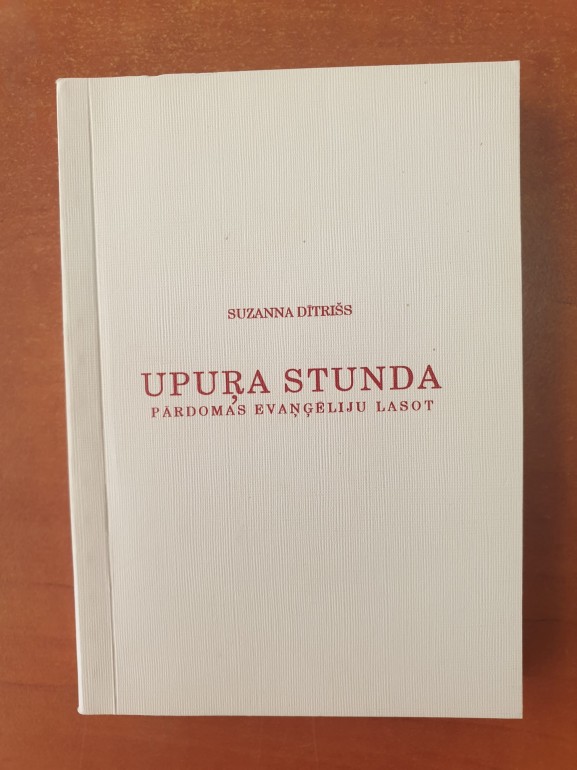 SUZANNA DĪTRIŠS
UPUŖA STUNDA
PĀRDOMAS EVAŅĢĒLIJU LASOT